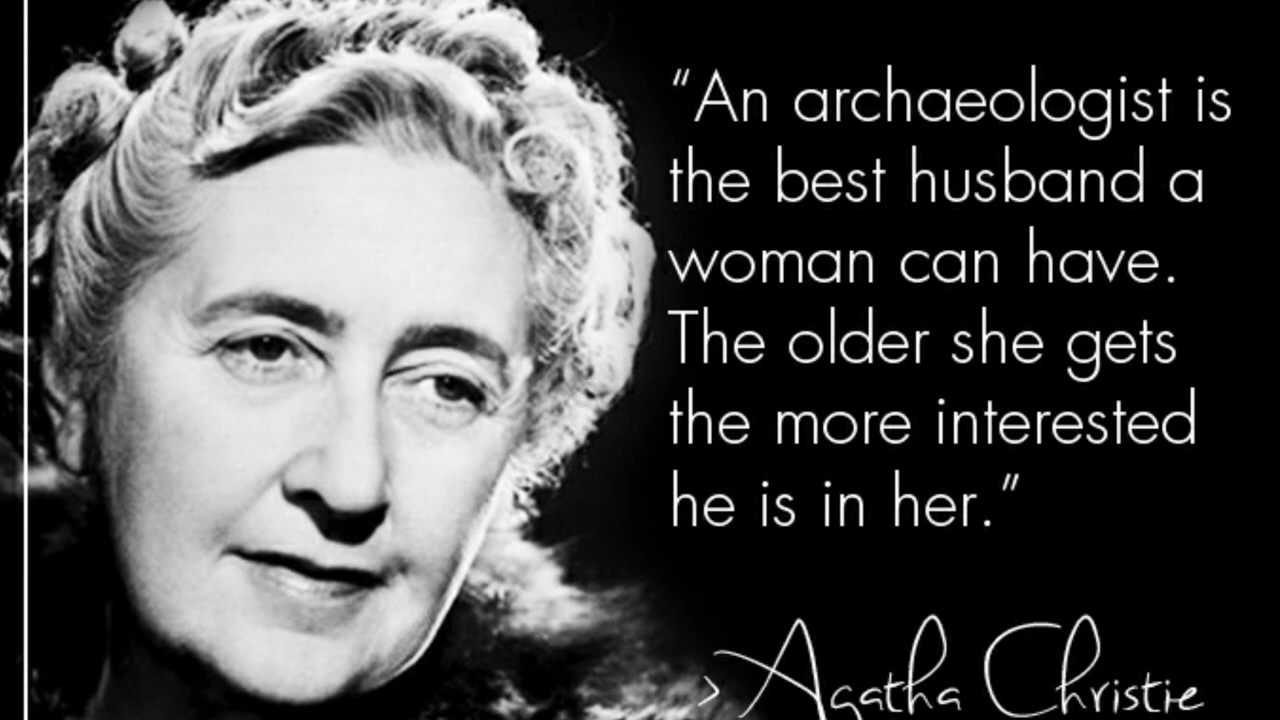 “An archaeologist is
the best husband a
woman can have.
The older she gets
the more interested
he is in her.”
Agatha Christie